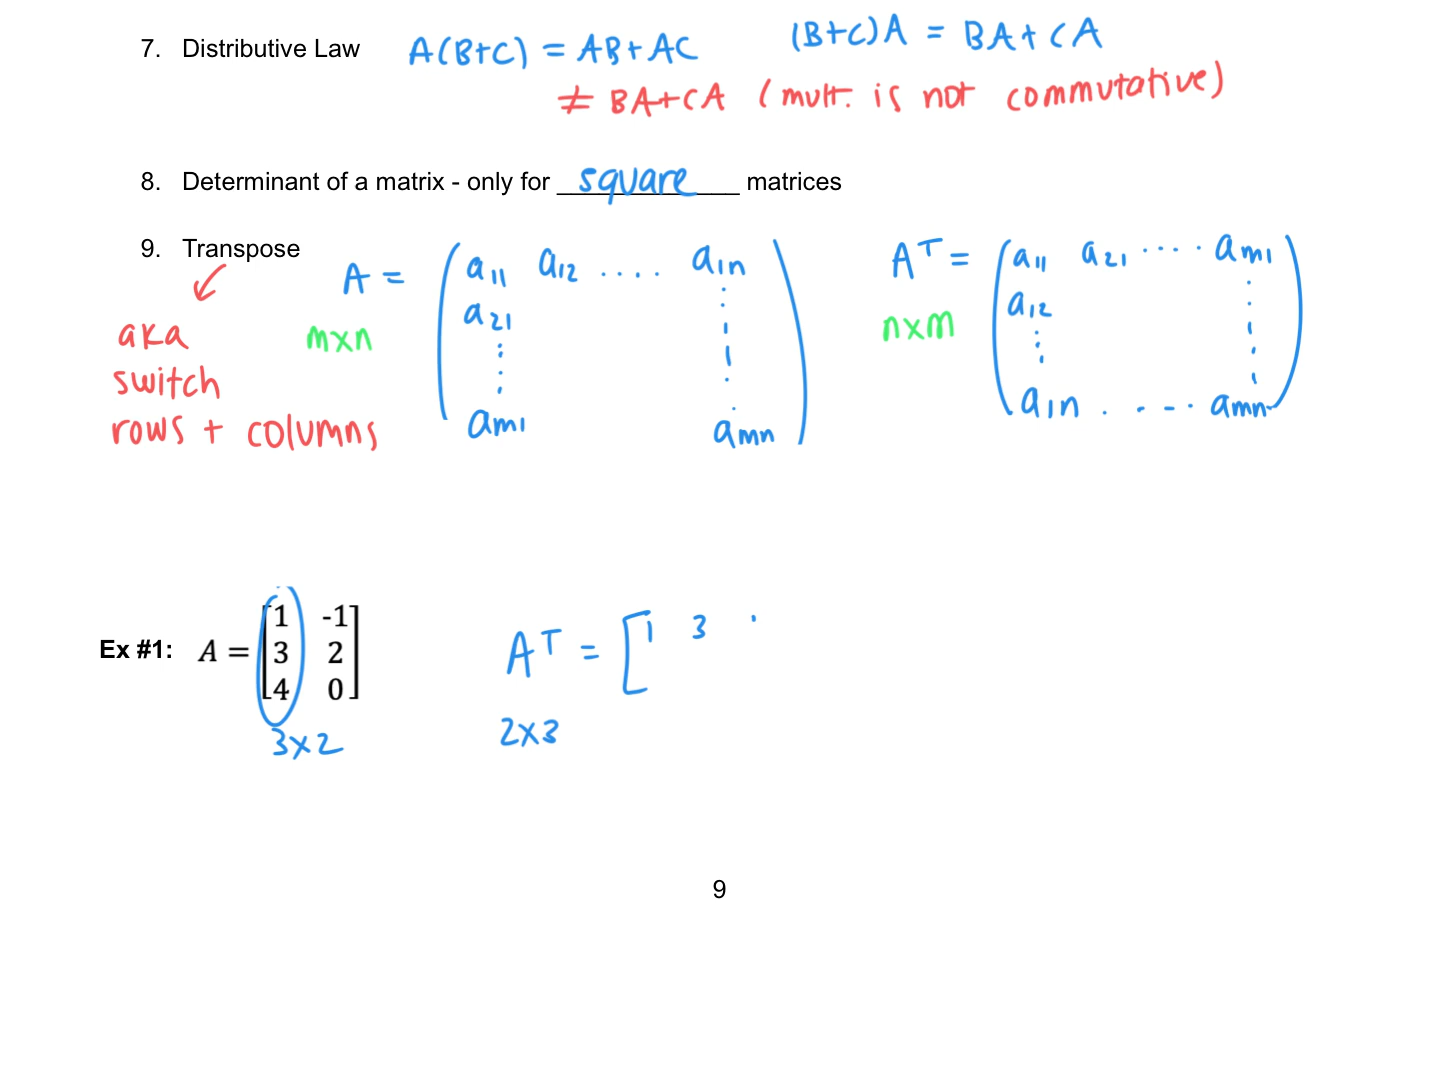 7. Distributive Law A(B+C) = AB+AC (B+C)A = BA+CA
≠ BA+CA (mult. is not commutative)
8. Determinant of a matrix - only for square matrices
9. Transpose
A = ( a11 a12 .... a1n
a21
am1 amn )
mxn
A^T = ( a11 a21 .... am1
a12
a1n . - - . amn )
nxm
aka
switch
rows + columns
Ex #1: A = [1 -1
3 2
4 0]
3x2
A^T = [1 3
2x3
9